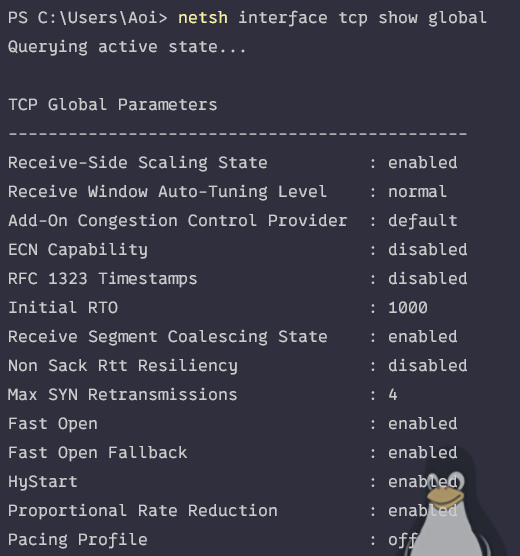 PS C:\Users\Aoi> netsh interface tcp show global
Querying active state...
TCP Global Parameters
----------------------------------------------
Receive-Side Scaling State          : enabled
Receive Window Auto-Tuning Level    : normal
Add-On Congestion Control Provider  : default
ECN Capability                      : disabled
RFC 1323 Timestamps                 : disabled
Initial RTO                         : 1000
Receive Segment Coalescing State    : enabled
Non Sack Rtt Resiliency             : disabled
Max SYN Retransmissions             : 4
Fast Open                           : enabled
Fast Open Fallback                  : enabled
HyStart                             : enabled
Proportional Rate Reduction         : enabled
Pacing Profile                      : off